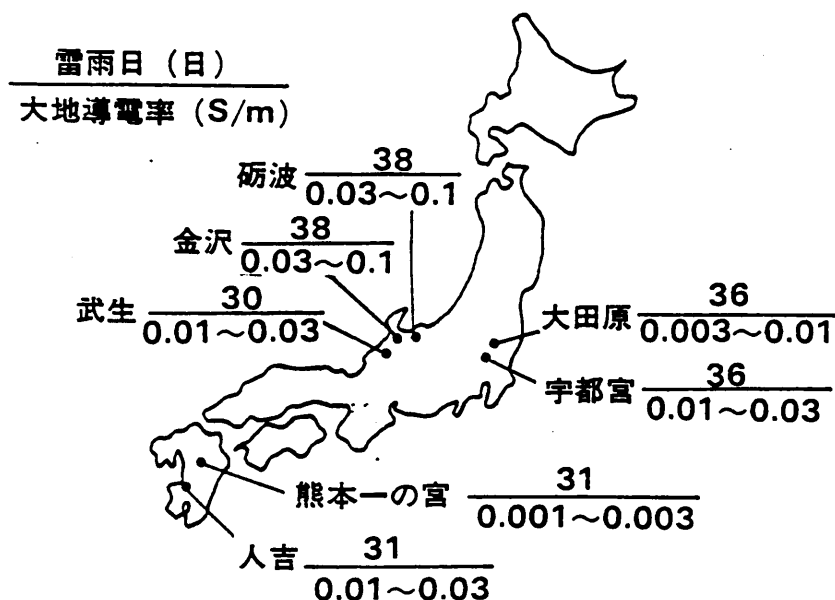 雷雨日 (日)
大地導電率 (S/m)
砺波 38
0.03～0.1
金沢 38
0.03～0.1
武生 30
0.01～0.03
大田原 36
0.003～0.01
宇都宮 36
0.01～0.03
熊本一の宮 31
0.001～0.003
人吉 31
0.01～0.03